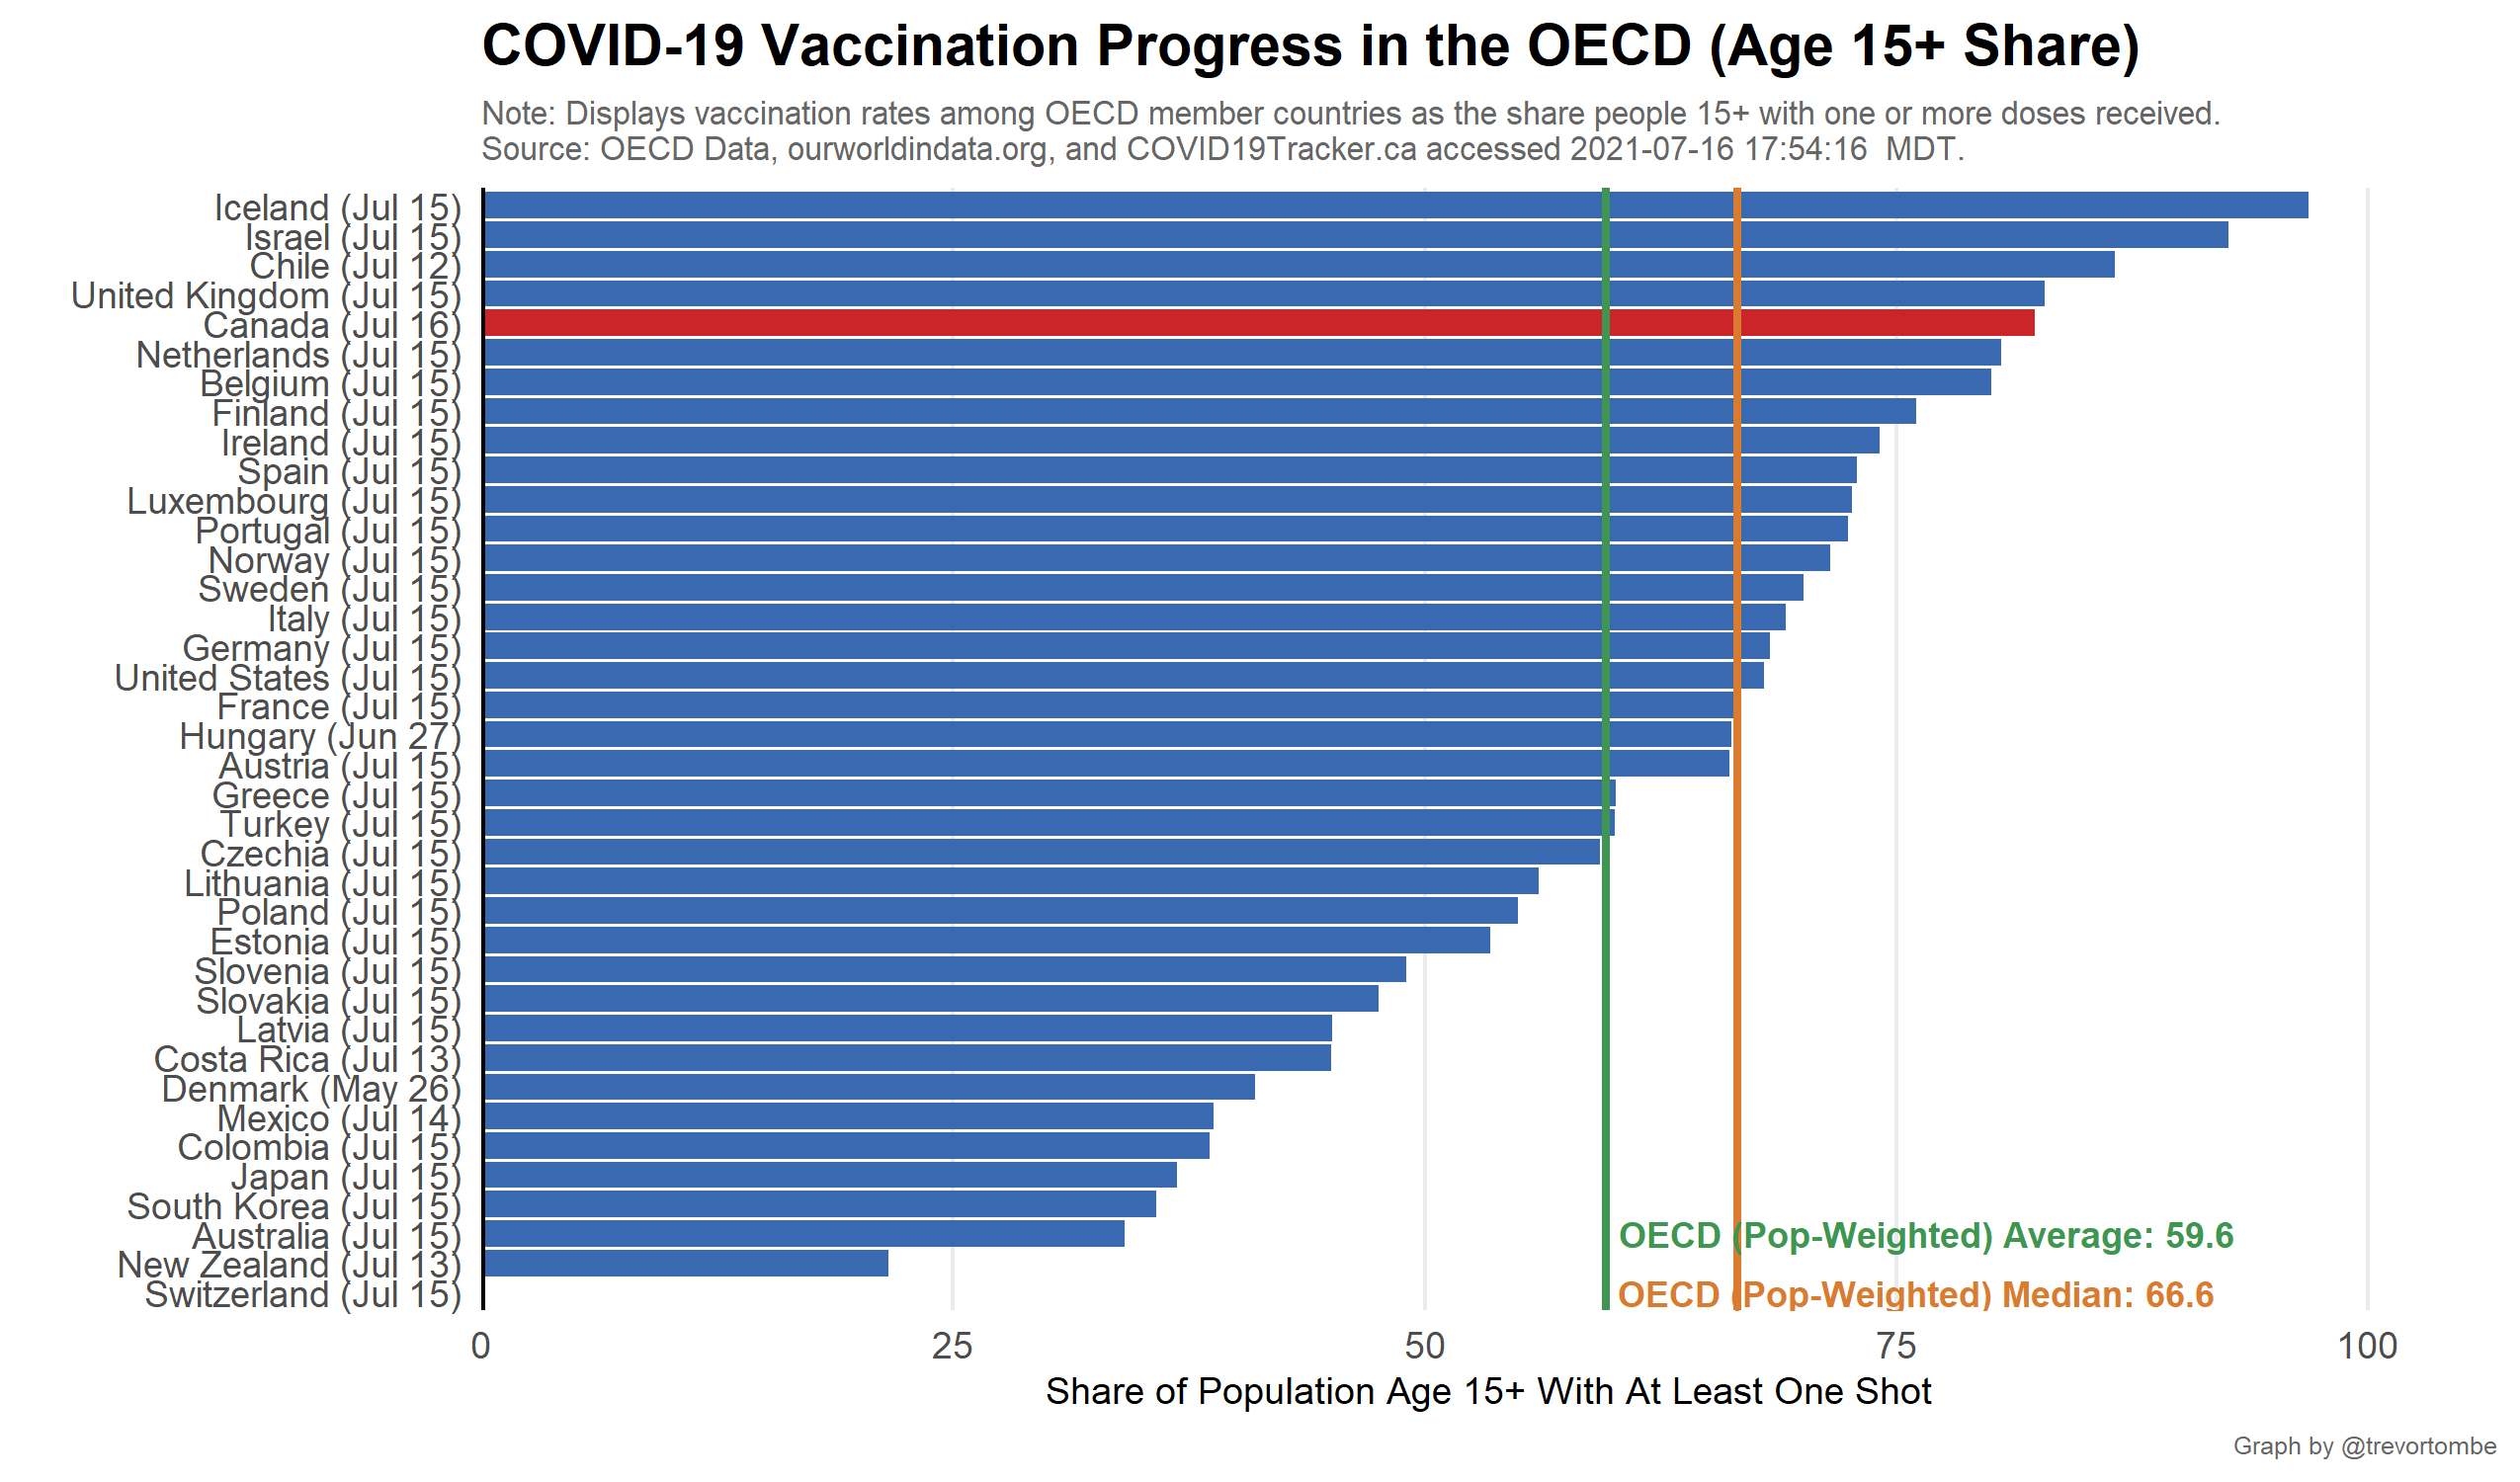 COVID-19 Vaccination Progress in the OECD (Age 15+ Share)
Note: Displays vaccination rates among OECD member countries as the share people 15+ with one or more doses received.
Source: OECD Data, ourworldindata.org, and COVID19Tracker.ca accessed 2021-07-16 17:54:16  MDT.
Iceland (Jul 15)
Israel (Jul 15)
Chile (Jul 12)
United Kingdom (Jul 15)
Canada (Jul 16)
Netherlands (Jul 15)
Belgium (Jul 15)
Finland (Jul 15)
Ireland (Jul 15)
Spain (Jul 15)
Luxembourg (Jul 15)
Portugal (Jul 15)
Norway (Jul 15)
Sweden (Jul 15)
Italy (Jul 15)
Germany (Jul 15)
United States (Jul 15)
France (Jul 15)
Hungary (Jun 27)
Austria (Jul 15)
Greece (Jul 15)
Turkey (Jul 15)
Czechia (Jul 15)
Lithuania (Jul 15)
Poland (Jul 15)
Estonia (Jul 15)
Slovenia (Jul 15)
Slovakia (Jul 15)
Latvia (Jul 15)
Costa Rica (Jul 13)
Denmark (May 26)
Mexico (Jul 14)
Colombia (Jul 15)
Japan (Jul 15)
South Korea (Jul 15)
Australia (Jul 15)
New Zealand (Jul 13)
Switzerland (Jul 15)
OECD (Pop-Weighted) Average: 59.6
OECD (Pop-Weighted) Median: 66.6
0 25 50 75 100
Share of Population Age 15+ With At Least One Shot
Graph by @trevortombe